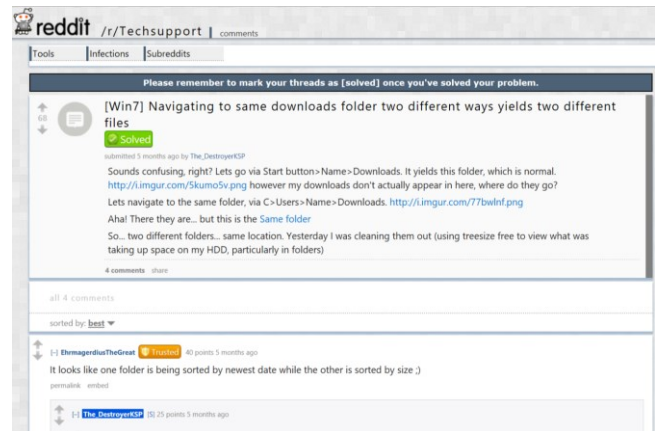 reddit /r/Techsupport | comments
Tools Infections Subreddits
Please remember to mark your threads as [solved] once you've solved your problem.
68
[Win7] Navigating to same downloads folder two different ways yields two different
files
Solved
submitted 5 months ago by The_DestroyerKSP
Sounds confusing, right? Lets go via Start button>Name>Downloads. It yields this folder, which is normal.
http://i.imgur.com/5kumo5v.png however my downloads don't actually appear in here, where do they go?
Lets navigate to the same folder, via C>Users>Name>Downloads. http://i.imgur.com/77bwlnf.png
Aha! There they are... but this is the Same folder
So... two different folders... same location. Yesterday I was cleaning them out (using treesize free to view what was
taking up space on my HDD, particularly in folders)
4 comments share
all 4 comments
sorted by: best
[-] EhrmagerdiusTheGreat Trusted 40 points 5 months ago
It looks like one folder is being sorted by newest date while the other is sorted by size ;)
permalink embed
[-] The_DestroyerKSP [S] 25 points 5 months ago